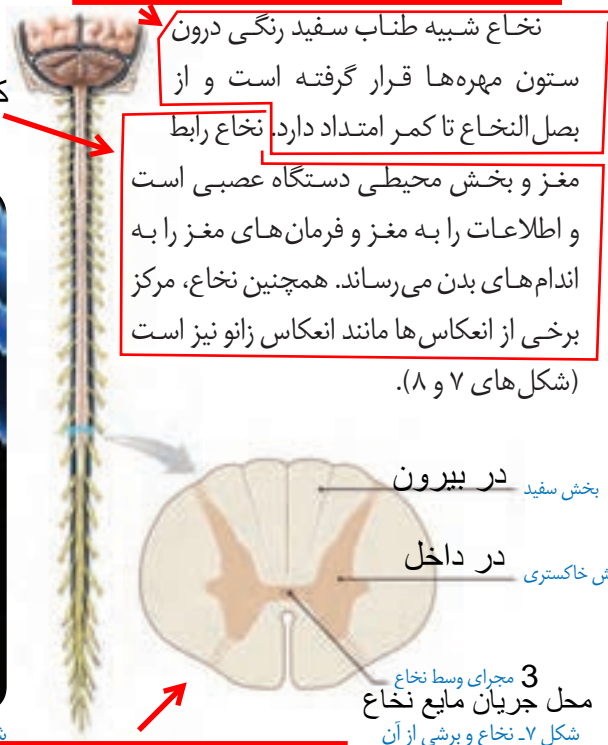 نخاع شبیه طناب سفید رنگی درون
ستون مهره‌ها قرار گرفته است و از
بصل‌النخاع تا کمر امتداد دارد. نخاع رابط
مغز و بخش محیطی دستگاه عصبی است
و اطلاعات را به مغز و فرمان‌های مغز را به
اندام‌های بدن می‌رساند. همچنین نخاع، مرکز
برخی از انعکاس‌ها مانند انعکاس زانو نیز است
(شکل‌های ۷ و ۸).
بخش سفید در بیرون
خاکستری در داخل
3 مجرای وسط نخاع
محل جریان مایع نخاع
شکل ۷ـ نخاع و برشی از آن